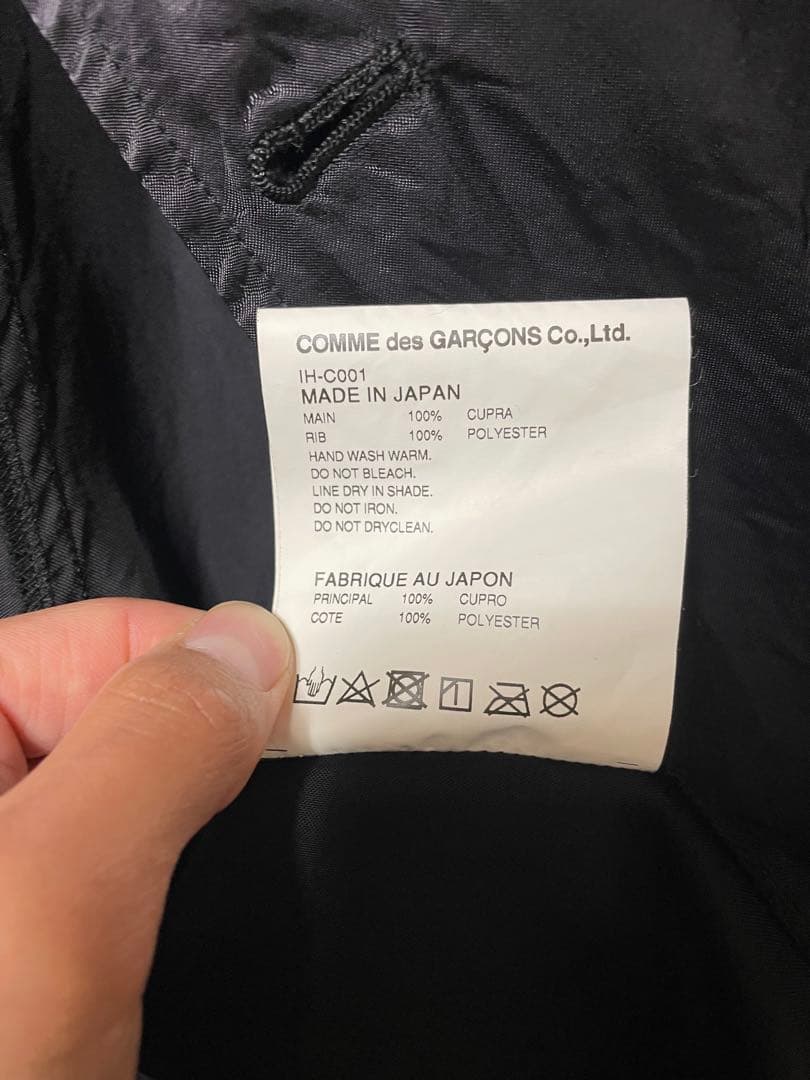 COMME des GARÇONS Co.,Ltd.
IH-C001
MADE IN JAPAN
MAIN 100% CUPRA
RIB 100% POLYESTER
HAND WASH WARM.
DO NOT BLEACH.
LINE DRY IN SHADE.
DO NOT IRON.
DO NOT DRYCLEAN.
FABRIQUE AU JAPON
PRINCIPAL 100% CUPRO
COTE 100% POLYESTER